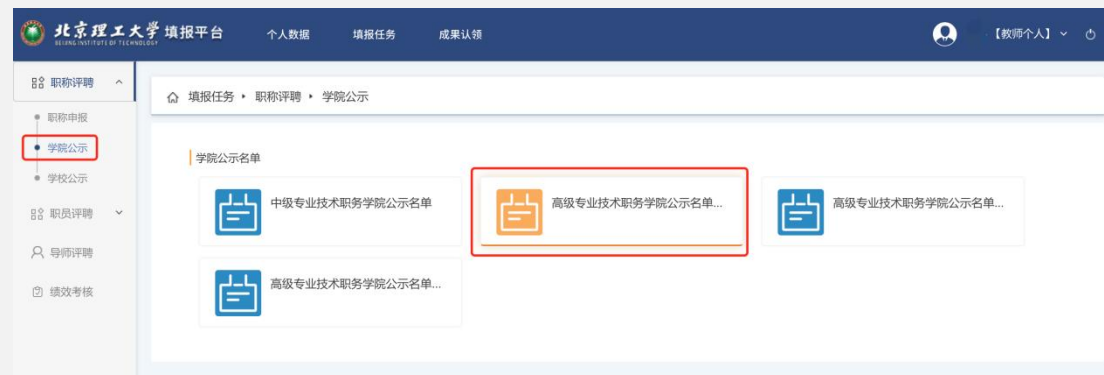 北京理工大学 填报平台 个人数据 填报任务 成果认领 【教师个人】
BEIJING INSTITUTE OF TECHNOLOGY
职称评聘
填报任务 职称评聘 学院公示
职称申报
学院公示
学校公示
职员评聘
导师评聘
绩效考核
学院公示名单
中级专业技术职务学院公示名单
高级专业技术职务学院公示名单...
高级专业技术职务学院公示名单...
高级专业技术职务学院公示名单...